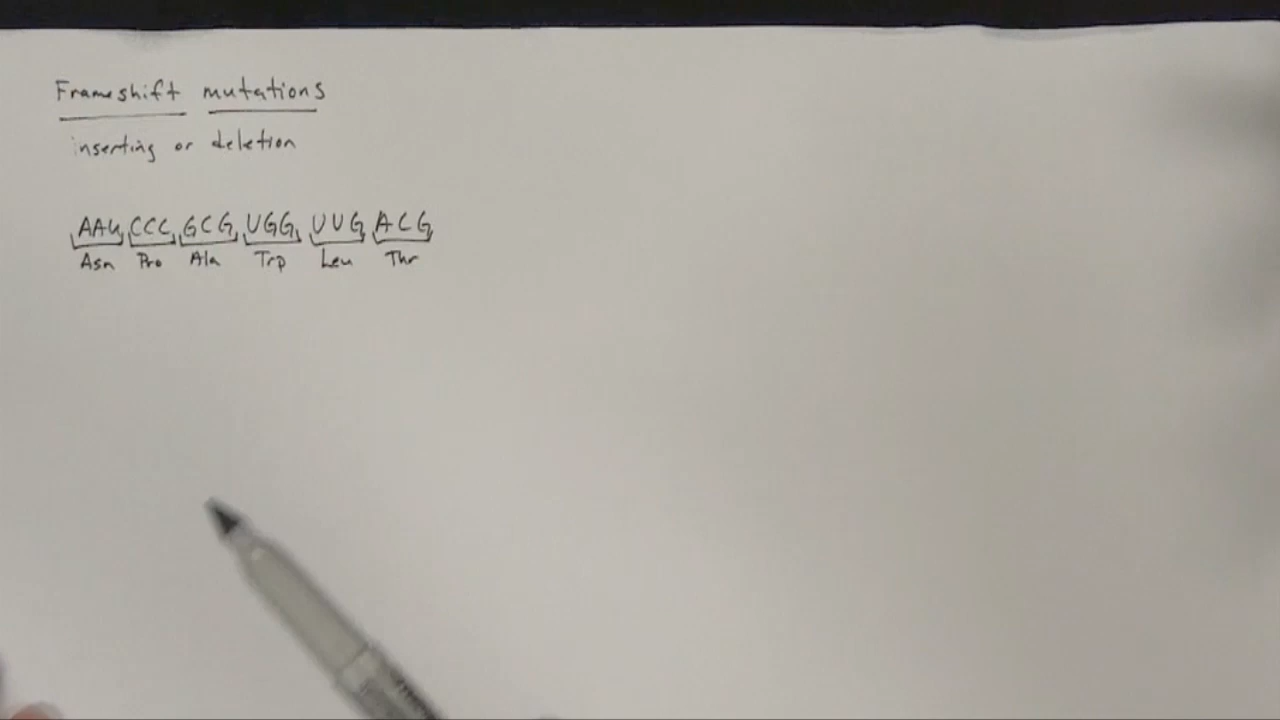 Frameshift mutations
inserting or deletion
AAU CCC GCG UGG UUG ACG
Asn Pro Ala Trp Leu Thr